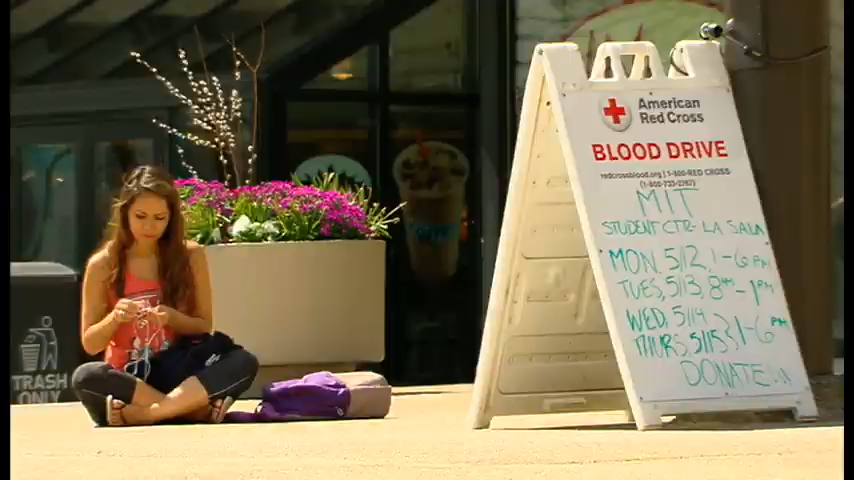 American
Red Cross
BLOOD DRIVE
redcrossblood.org | 1-800-RED CROSS
(1-800-733-2767)
MIT
STUDENT CTR- LA SALA
MON. 5/12, 1-6 PM
TUES, 5/13, 8AM-1PM
WED. 5/14
THURS, 5/15 1-6 PM
DONATE
TRASH
ONLY